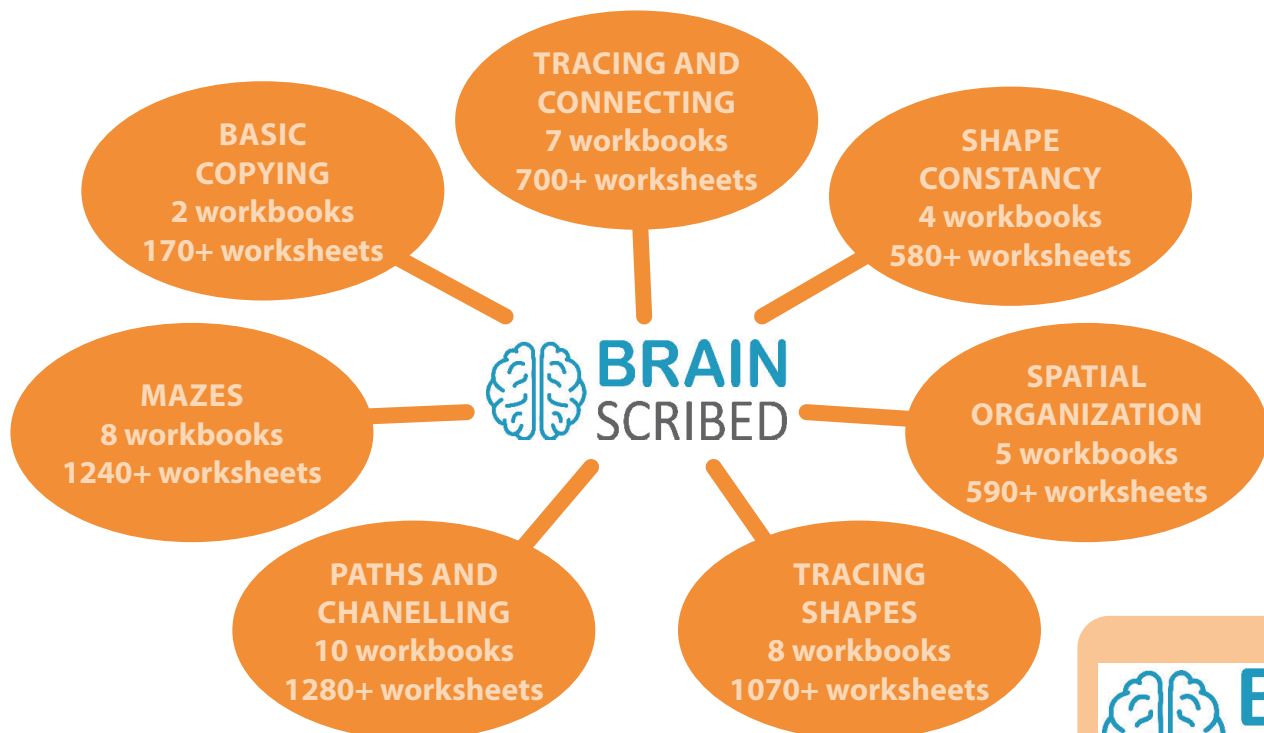 TRACING AND
CONNECTING
7 workbooks
700+ worksheets
BASIC
COPYING
2 workbooks
170+ worksheets
SHAPE
CONSTANCY
4 workbooks
580+ worksheets
BRAIN
SCRIBED
MAZES
8 workbooks
1240+ worksheets
SPATIAL
ORGANIZATION
5 workbooks
590+ worksheets
PATHS AND
CHANELLING
10 workbooks
1280+ worksheets
TRACING
SHAPES
8 workbooks
1070+ worksheets